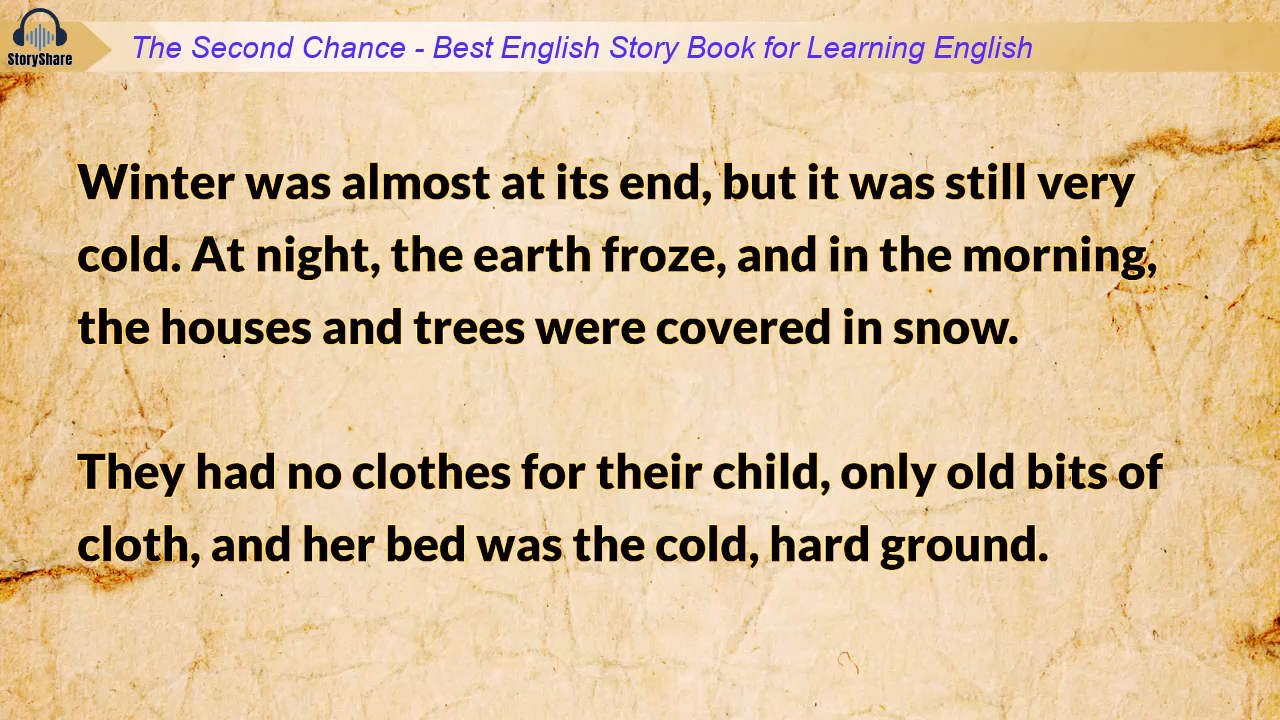 StoryShare
The Second Chance - Best English Story Book for Learning English
Winter was almost at its end, but it was still very
cold. At night, the earth froze, and in the morning,
the houses and trees were covered in snow.
They had no clothes for their child, only old bits of
cloth, and her bed was the cold, hard ground.